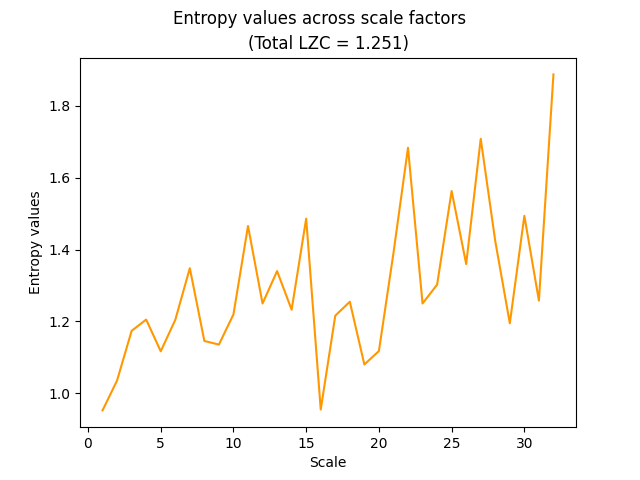 Entropy values across scale factors
(Total LZC = 1.251)
1.8
1.6
1.4
1.2
1.0
Entropy values
0 5 10 15 20 25 30
Scale